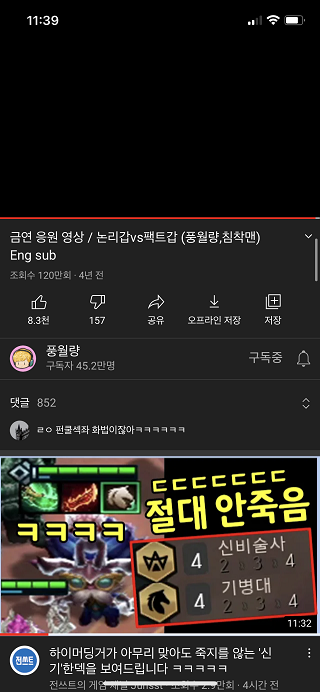 11:39
금연 응원 영상 / 논리갑vs팩트갑 (풍월량,침착맨)
Eng sub
조회수 120만회 · 4년 전
8.3천
157
공유
오프라인 저장
저장
풍월량
구독자 45.2만명
구독중
댓글 852
ㄹㅇ 펀쿨섹좌 화법이잖아ㅋㅋㅋㅋㅋㅋ
ㄷㄷㄷㄷㄷㄷㄷ
절대 안죽음
ㅋㅋㅋㅋ
4 신비술사
2 3 4
4 기병대
2 3 4
11:32
전쓰트
하이머딩거가 아무리 맞아도 죽지를 않는 '신
기'한덱을 보여드립니다 ㅋㅋㅋㅋㅋ
전쓰트의 게임 채널 Junsst · 조회수 2.9만회 · 4시간 전